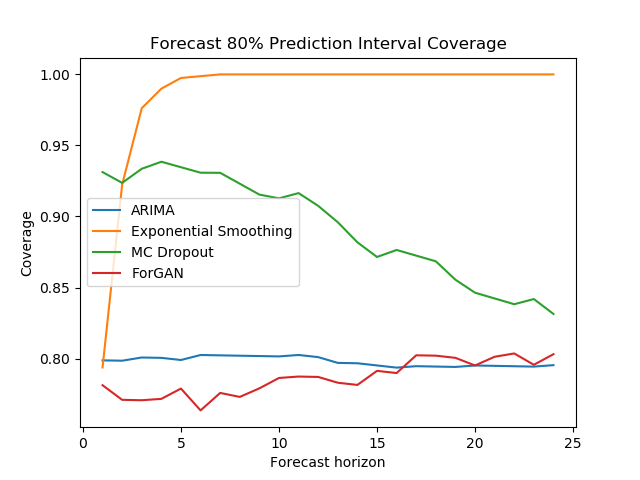 Forecast 80% Prediction Interval Coverage
1.00
0.95
0.90
0.85
0.80
Coverage
ARIMA
Exponential Smoothing
MC Dropout
ForGAN
0 5 10 15 20 25
Forecast horizon